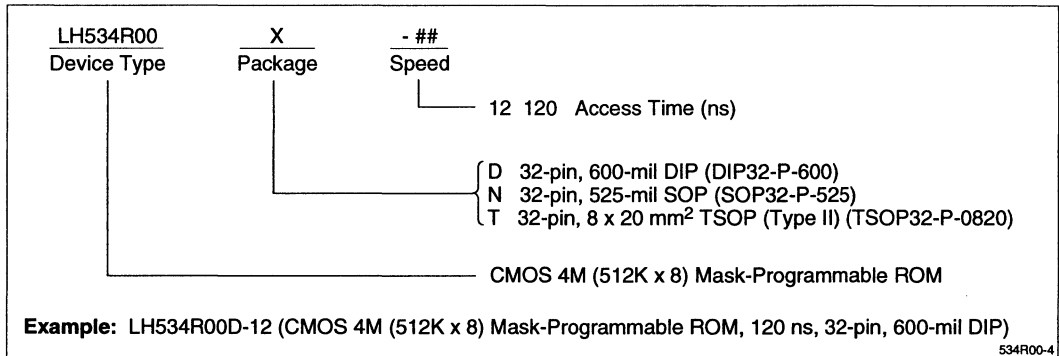 LH534R00 X - ##
Device Type Package Speed
12 120 Access Time (ns)
D 32-pin, 600-mil DIP (DIP32-P-600)
N 32-pin, 525-mil SOP (SOP32-P-525)
T 32-pin, 8 x 20 mm² TSOP (Type II) (TSOP32-P-0820)
CMOS 4M (512K x 8) Mask-Programmable ROM
Example: LH534R00D-12 (CMOS 4M (512K x 8) Mask-Programmable ROM, 120 ns, 32-pin, 600-mil DIP)
534R00-4